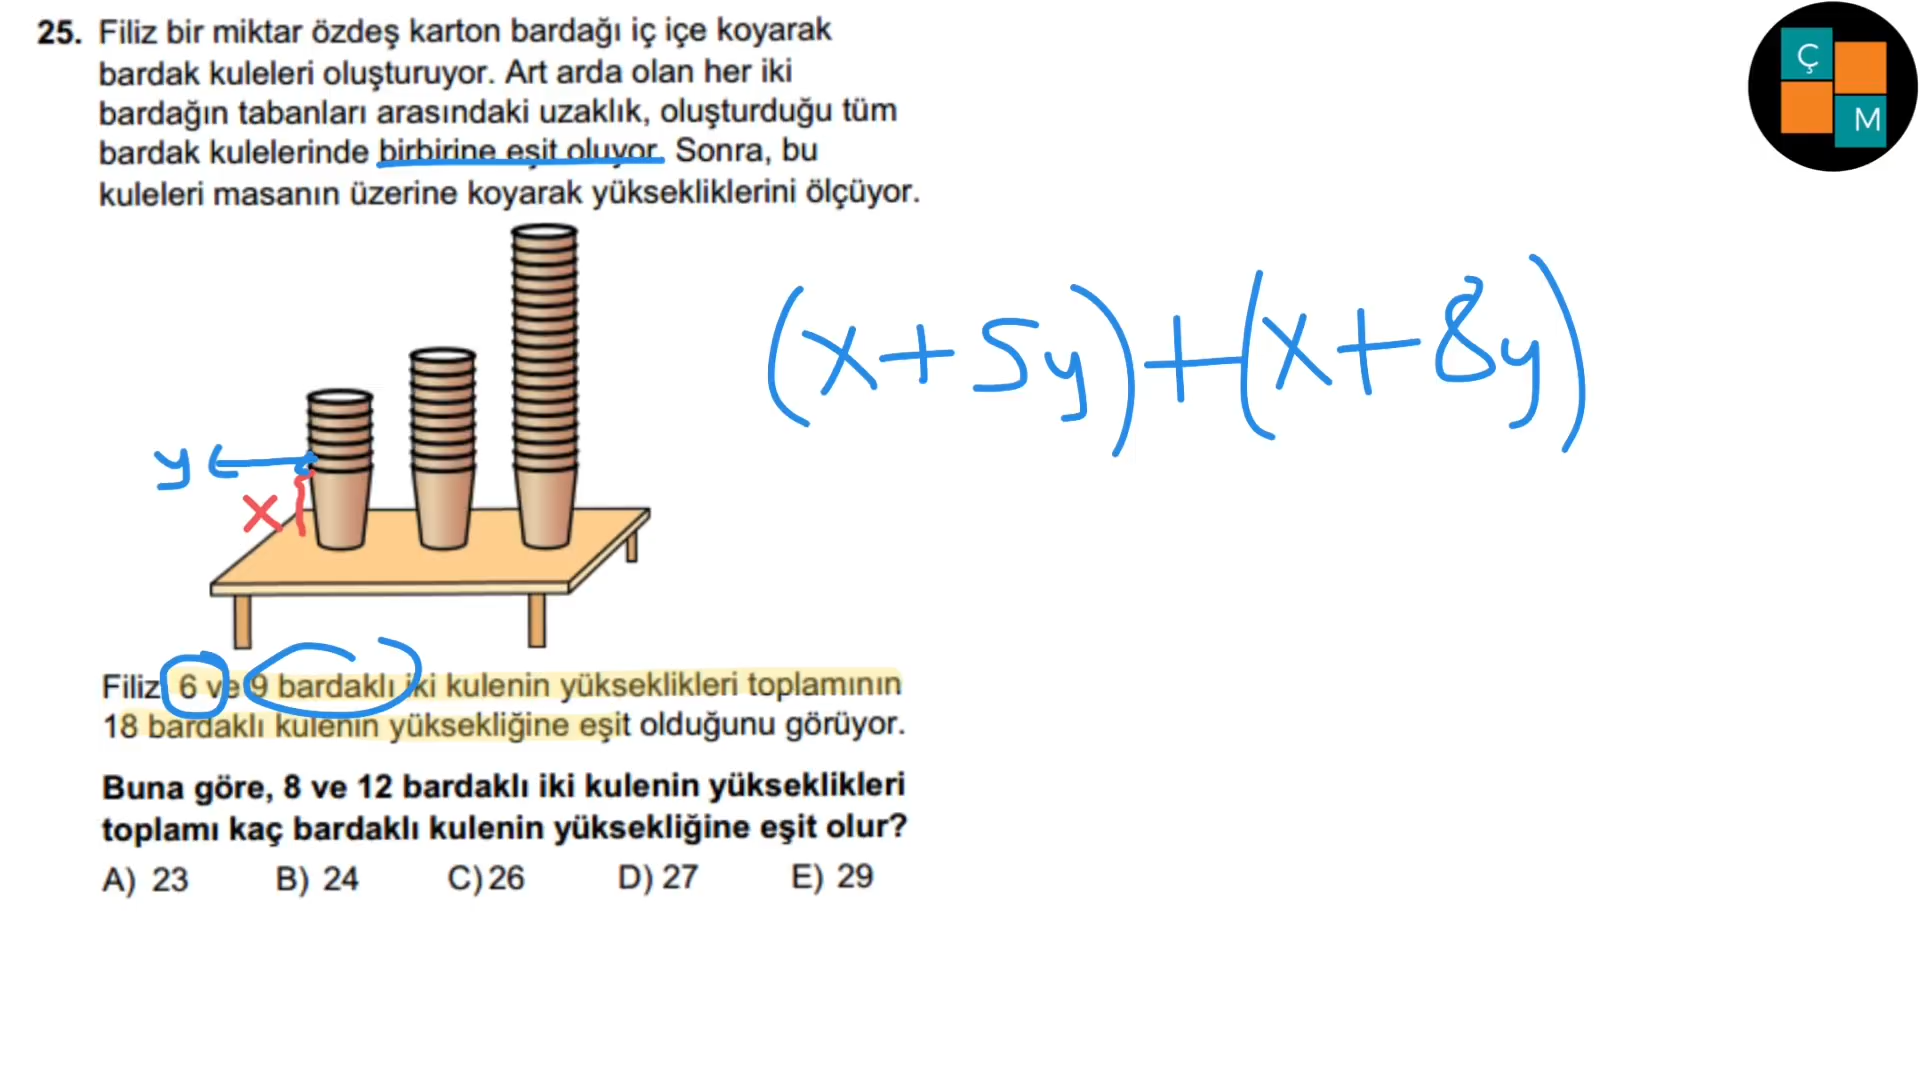 25. Filiz bir miktar özdeş karton bardağı iç içe koyarak
bardak kuleleri oluşturuyor. Art arda olan her iki
bardağın tabanları arasındaki uzaklık, oluşturduğu tüm
bardak kulelerinde birbirine eşit oluyor. Sonra, bu
kuleleri masanın üzerine koyarak yüksekliklerini ölçüyor.
Ç
M
(x+5y)+(x+8y)
y
x
Filiz 6 ve 9 bardaklı iki kulenin yükseklikleri toplamının
18 bardaklı kulenin yüksekliğine eşit olduğunu görüyor.
Buna göre, 8 ve 12 bardaklı iki kulenin yükseklikleri
toplamı kaç bardaklı kulenin yüksekliğine eşit olur?
A) 23 B) 24 C) 26 D) 27 E) 29